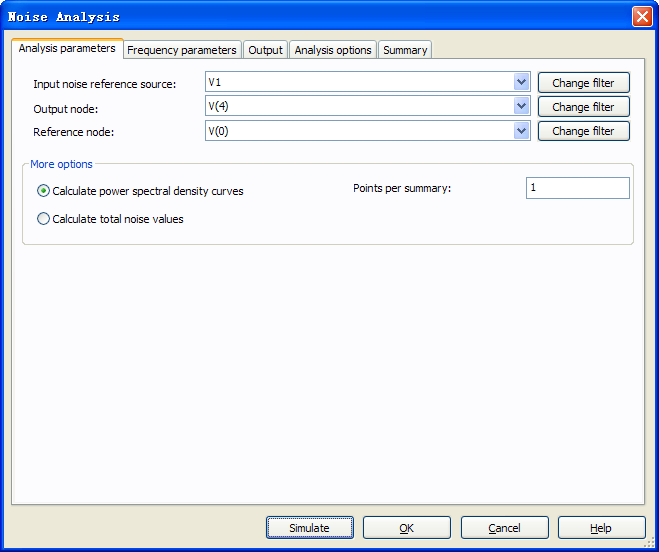 Noise Analysis
Analysis parameters Frequency parameters Output Analysis options Summary
Input noise reference source: V1 Change filter
Output node: V(4) Change filter
Reference node: V(0) Change filter
More options
Calculate power spectral density curves Points per summary: 1
Calculate total noise values
Simulate OK Cancel Help